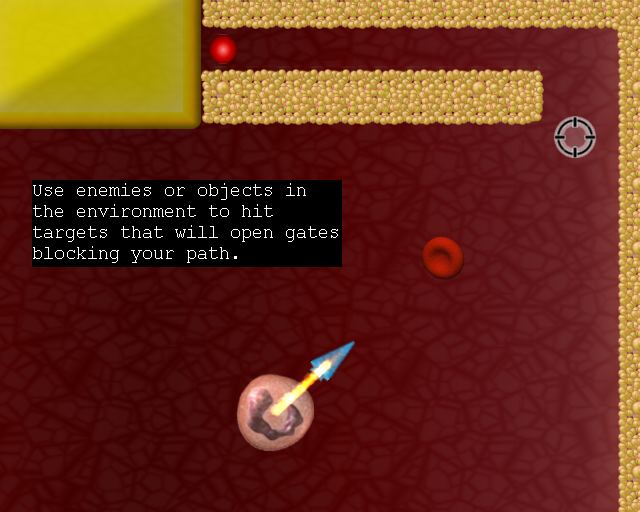 Use enemies or objects in
the environment to hit
targets that will open gates
blocking your path.